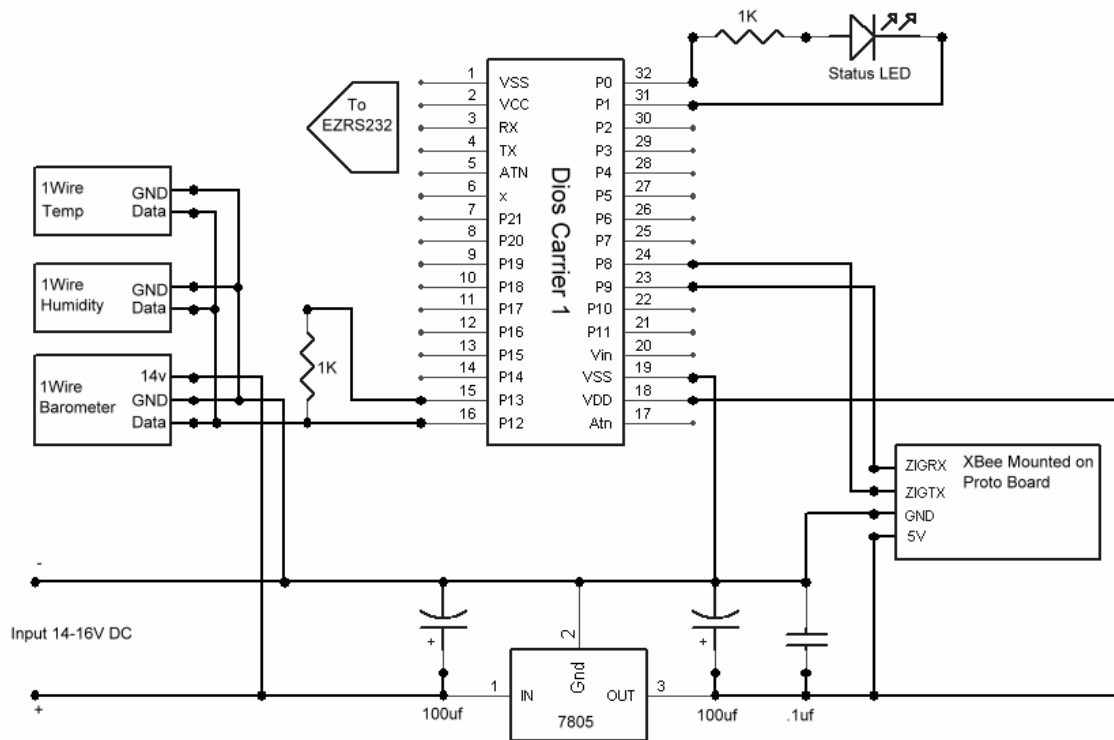 1K
Status LED
To
EZRS232
Dios Carrier 1
1 VSS
2 VCC
3 RX
4 TX
5 ATN
6 x
7 P21
8 P20
9 P19
10 P18
11 P17
12 P16
13 P15
14 P14
15 P13
16 P12
P0 32
P1 31
P2 30
P3 29
P4 28
P5 27
P6 26
P7 25
P8 24
P9 23
P10 22
P11 21
Vin 20
VSS 19
VDD 18
Atn 17
1Wire
Temp
GND
Data
1Wire
Humidity
GND
Data
1Wire
Barometer
14v
GND
Data
1K
XBee Mounted on
Proto Board
ZIGRX
ZIGTX
GND
5V
-
Input 14-16V DC
+
+
100uf
1 IN
2 Gnd
OUT 3
7805
+
100uf
.1uf